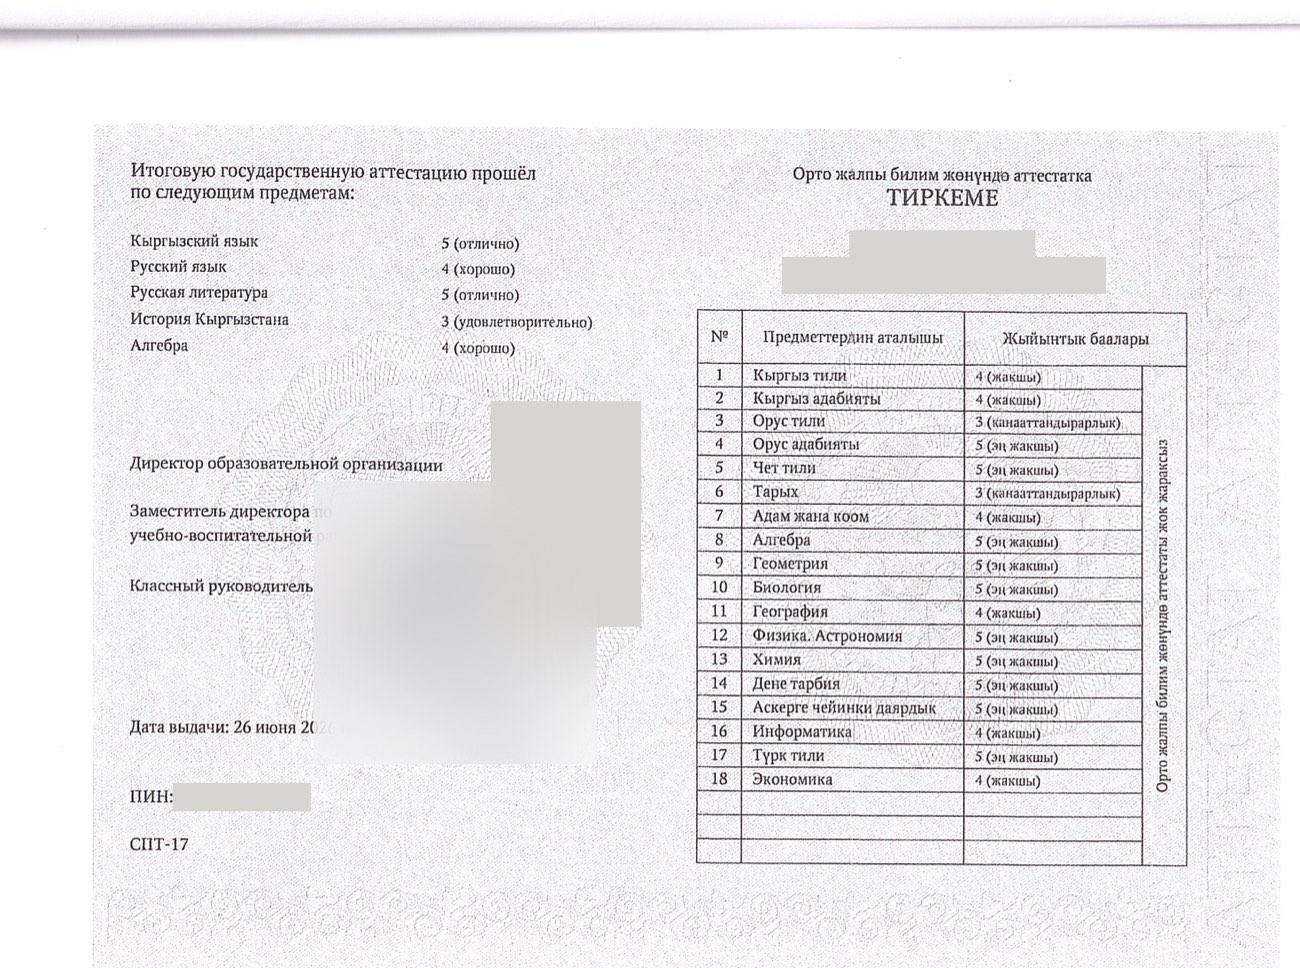 Итоговую государственную аттестацию прошёл
по следующим предметам:
Кыргызский язык 5 (отлично)
Русский язык 4 (хорошо)
Русская литература 5 (отлично)
История Кыргызстана 3 (удовлетворительно)
Алгебра 4 (хорошо)
Директор образовательной организации
Заместитель директора
учебно-воспитательной
Классный руководитель
Дата выдачи: 26 июня
ПИН:
СПТ-17
Орто жалпы билим жөнүндө аттестатка
ТИРКЕМЕ
№ Предметтердин аталышы Жыйынтык баалары
1 Кыргыз тили 4 (жакшы)
2 Кыргыз адабияты 4 (жакшы)
3 Орус тили 3 (канааттандырарлык)
4 Орус адабияты 5 (эң жакшы)
5 Чет тили 5 (эң жакшы)
6 Тарых 3 (канааттандырарлык)
7 Адам жана коом 4 (жакшы)
8 Алгебра 5 (эң жакшы)
9 Геометрия 5 (эң жакшы)
10 Биология 5 (эң жакшы)
11 География 4 (жакшы)
12 Физика. Астрономия 5 (эң жакшы)
13 Химия 5 (эң жакшы)
14 Дене тарбия 5 (эң жакшы)
15 Аскерге чейинки даярдык 5 (эң жакшы)
16 Информатика 4 (жакшы)
17 Түрк тили 5 (эң жакшы)
18 Экономика 4 (жакшы)
Орто жалпы билим жөнүндө аттестаты жок жараксыз